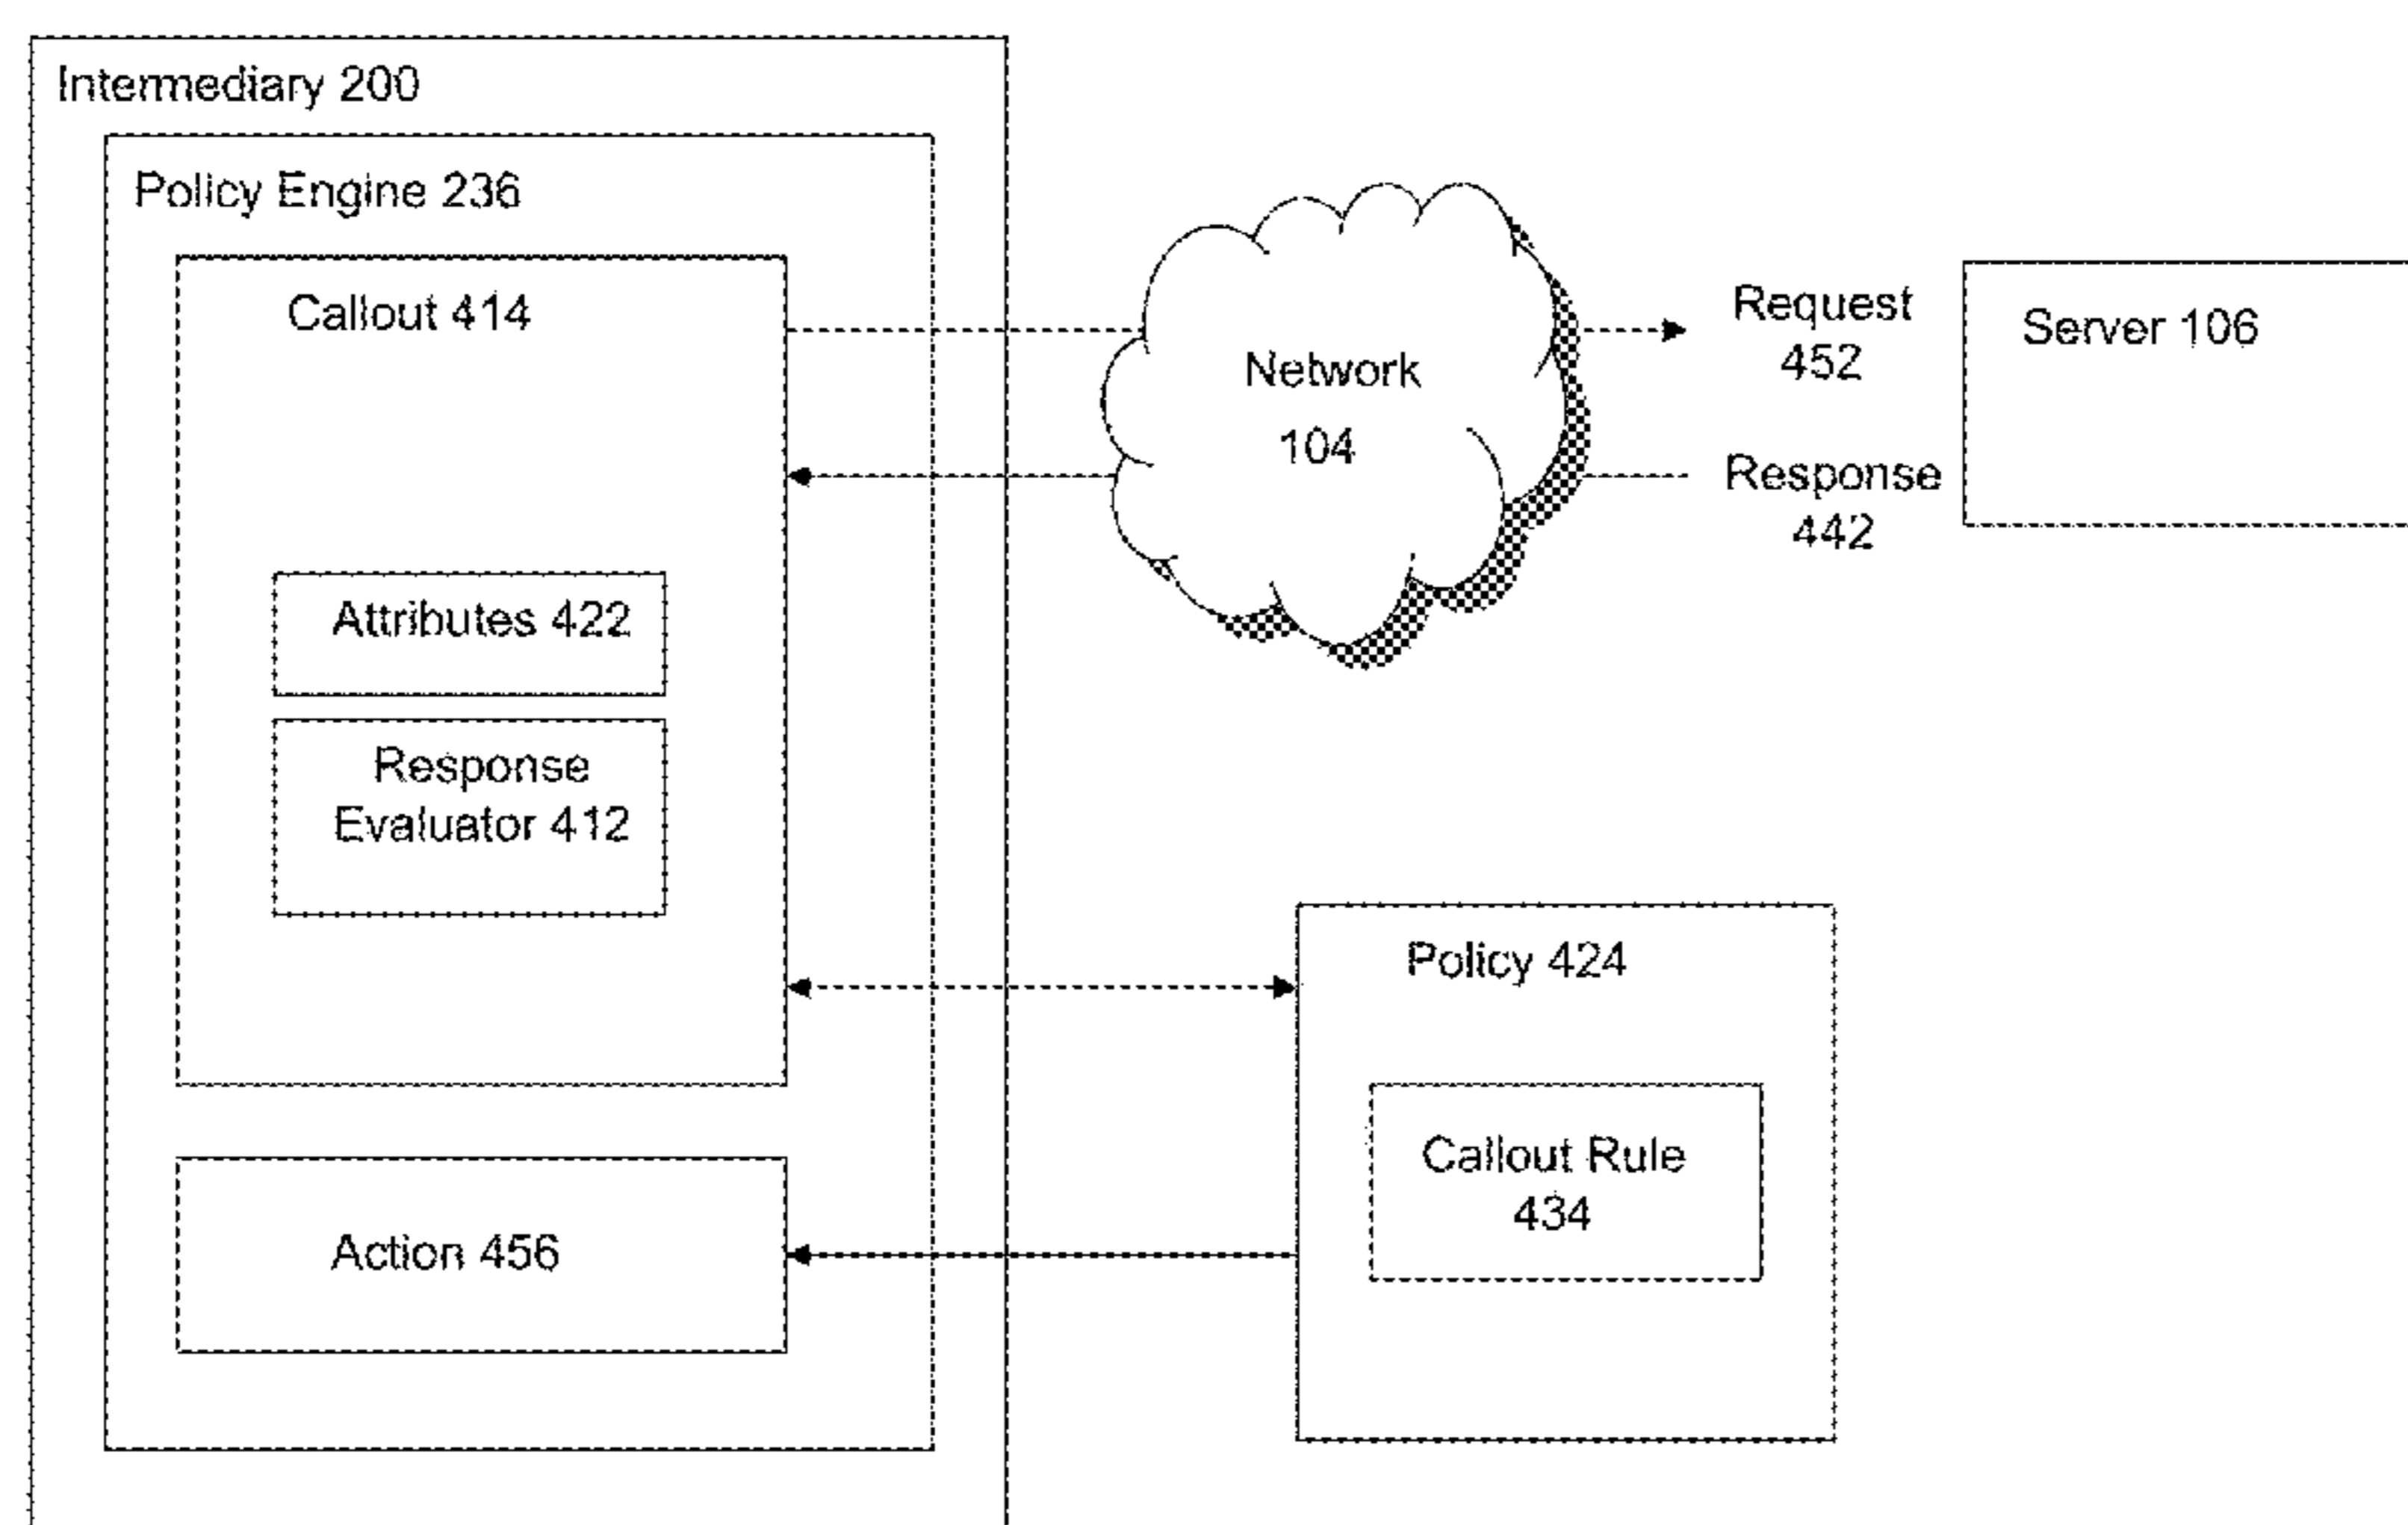 Intermediary 200
Policy Engine 236
Callout 414
Attributes 422
Response
Evaluator 412
Action 456
Network
104
Request
452
Response
442
Server 106
Policy 424
Callout Rule
434